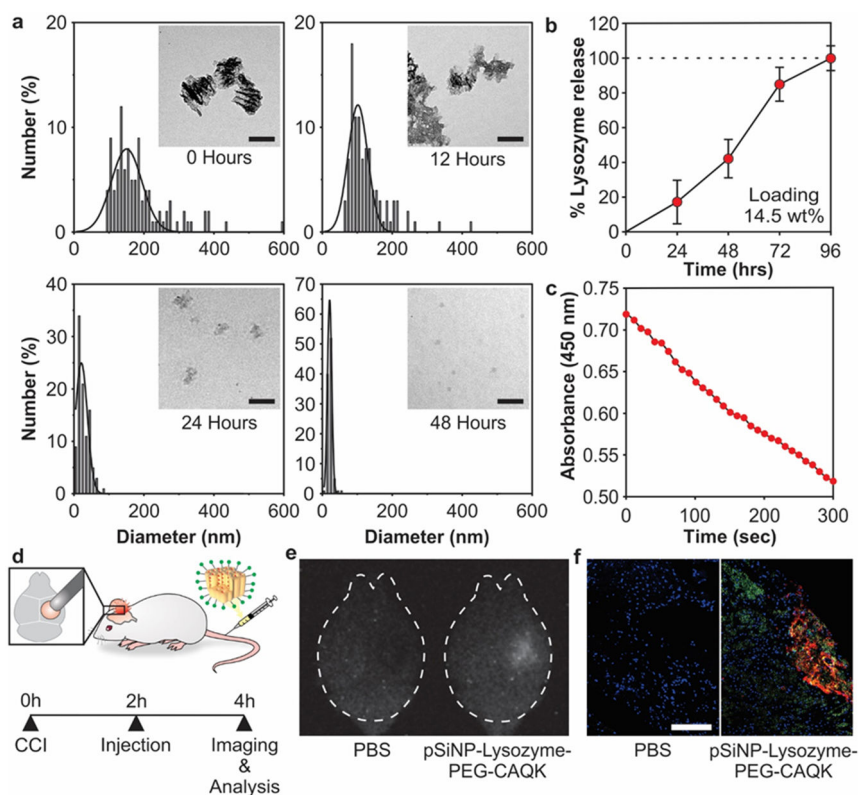 a
20
10
0
0
200
400
600
Number (%)
0 Hours
20
10
0
0
200
400
600
Number (%)
12 Hours
40
30
20
10
0
0
200
400
600
Number (%)
Diameter (nm)
24 Hours
70
60
50
40
30
20
10
0
0
200
400
600
Number (%)
Diameter (nm)
48 Hours
b
120
100
80
60
40
20
0
0
24
48
72
96
% Lysozyme release
Time (hrs)
Loading
14.5 wt%
c
0.75
0.70
0.65
0.60
0.55
0.50
0
100
200
300
Absorbance (450 nm)
Time (sec)
d
0h
2h
4h
CCI
Injection
Imaging
&
Analysis
e
PBS
pSiNP-Lysozyme-
PEG-CAQK
f
PBS
pSiNP-Lysozyme-
PEG-CAQK